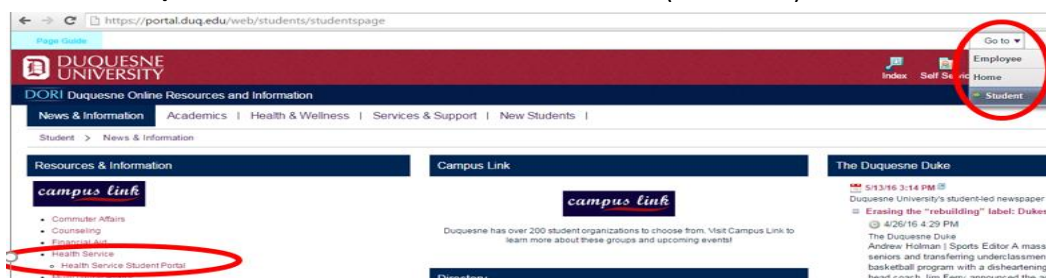 https://portal.duq.edu/web/students/studentspage
Page Guide
Go to ▼
Employee
Home
Student
DUQUESNE
UNIVERSITY
Index
DORI Duquesne Online Resources and Information
News & Information
Academics | Health & Wellness | Services & Support | New Students |
Student > News & Information
Resources & Information
campus link
• Commuter Affairs
• Counseling
• Financial Aid
• Health Service
Health Service Student Portal
Campus Link
campus link
Duquesne has over 200 student organizations to choose from. Visit Campus Link to
learn more about these groups and upcoming events!
Directory
The Duquesne Duke
5/13/16 3:14 PM
Duquesne University's student-led newspaper
Erasing the "rebuilding" label: Dukes
4/26/16 4:29 PM
The Duquesne Duke
Andrew Holman | Sports Editor A mass
seniors and transferring underclassmen
basketball program with a disheartening